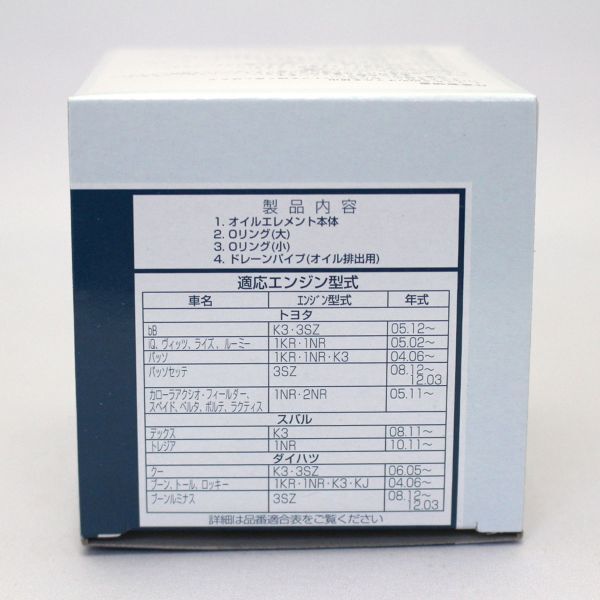 製品内容
1. オイルエレメント本体
2. Oリング(大)
3. Oリング(小)
4. ドレーンパイプ(オイル排出用)
適応エンジン型式
車名 エンジン型式 年式
トヨタ
bB K3・3SZ 05.12～
iQ、ヴィッツ、ライズ、ルーミー 1KR・1NR 05.02～
パッソ 1KR・1NR・K3 04.06～
パッソセッテ 3SZ 08.12～12.03
カローラアクシオ・フィールダー、 1NR・2NR 05.11～
スペイド、ベルタ、ポルテ、ラクティス
スバル
デックス K3 08.11～
トレジア 1NR 10.11～
ダイハツ
クー K3・3SZ 06.05～
ブーン、トール、ロッキー 1KR・1NR・K3・KJ 04.06～
ブーンルミナス 3SZ 08.12～12.03
詳細は品番適合表をご覧ください